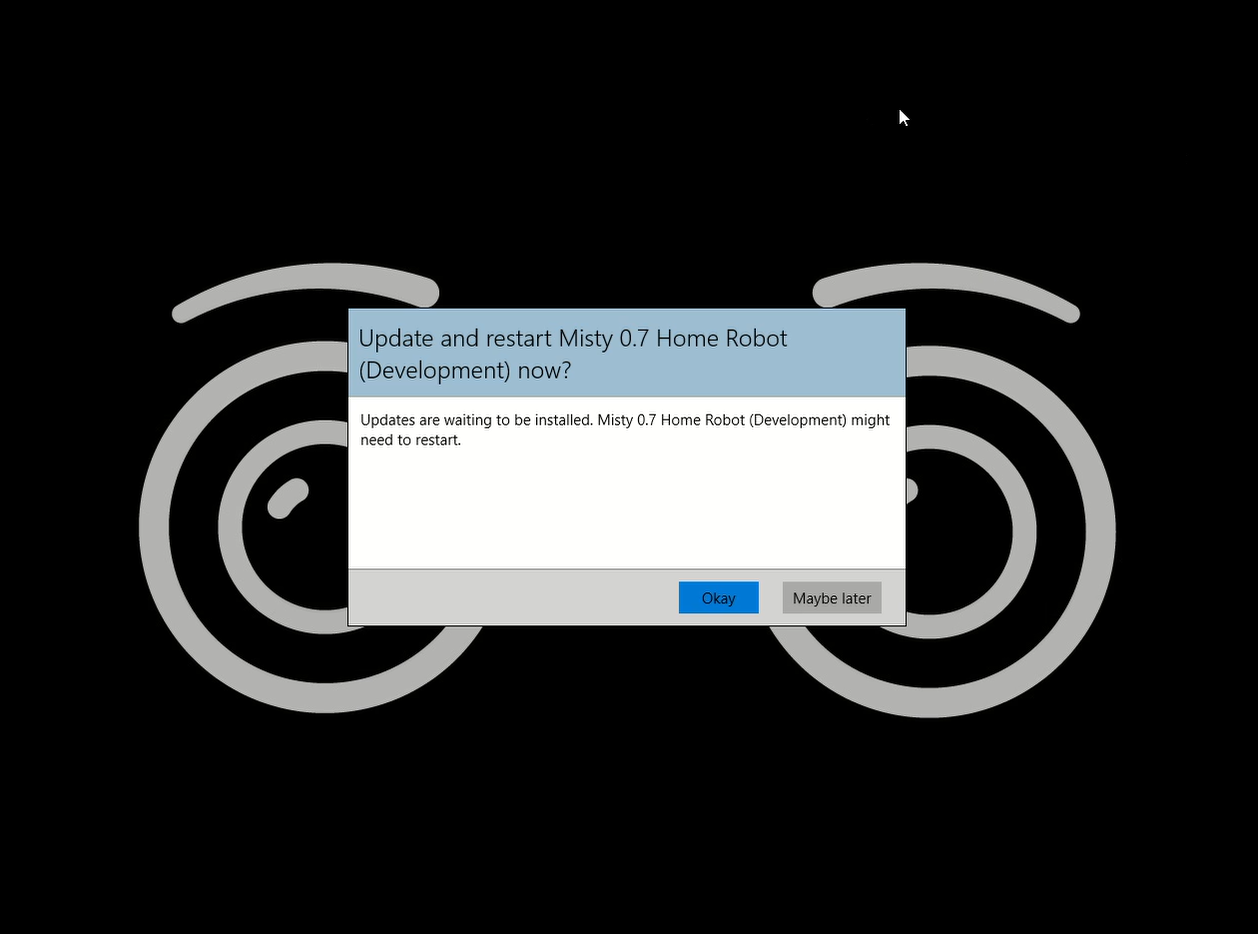 Update and restart Misty 0.7 Home Robot
(Development) now?
Updates are waiting to be installed. Misty 0.7 Home Robot (Development) might
need to restart.
Okay
Maybe later